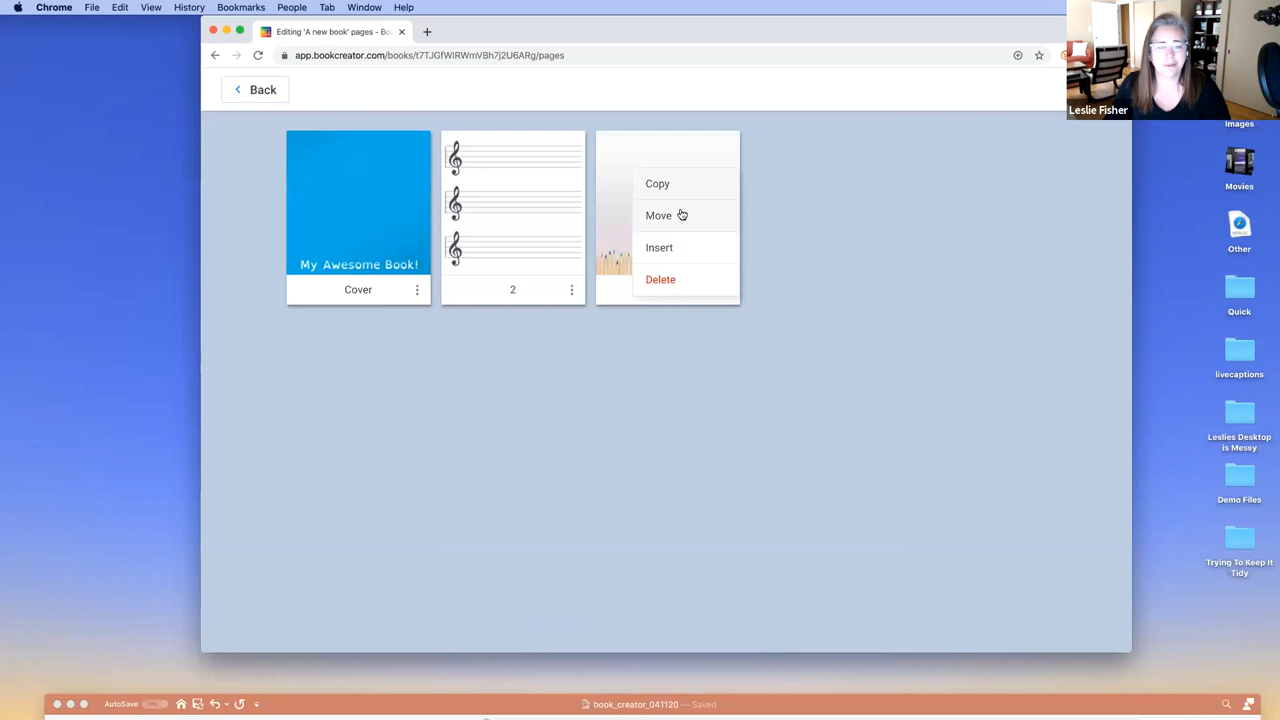 Chrome File Edit View History Bookmarks People Tab Window Help
Editing 'A new book' pages - Bo
app.bookcreator.com/books/t7TJGfWlRWrmVBh7j2U6ARg/pages
Back
Leslie Fisher
Images
Movies
Other
Quick
livecaptions
Leslies Desktop
is Messy
Demo Files
Trying To Keep It
Tidy
My Awesome Book!
Cover
2
Copy
Move
Insert
Delete
AutoSave
book_creator_041120 — Saved